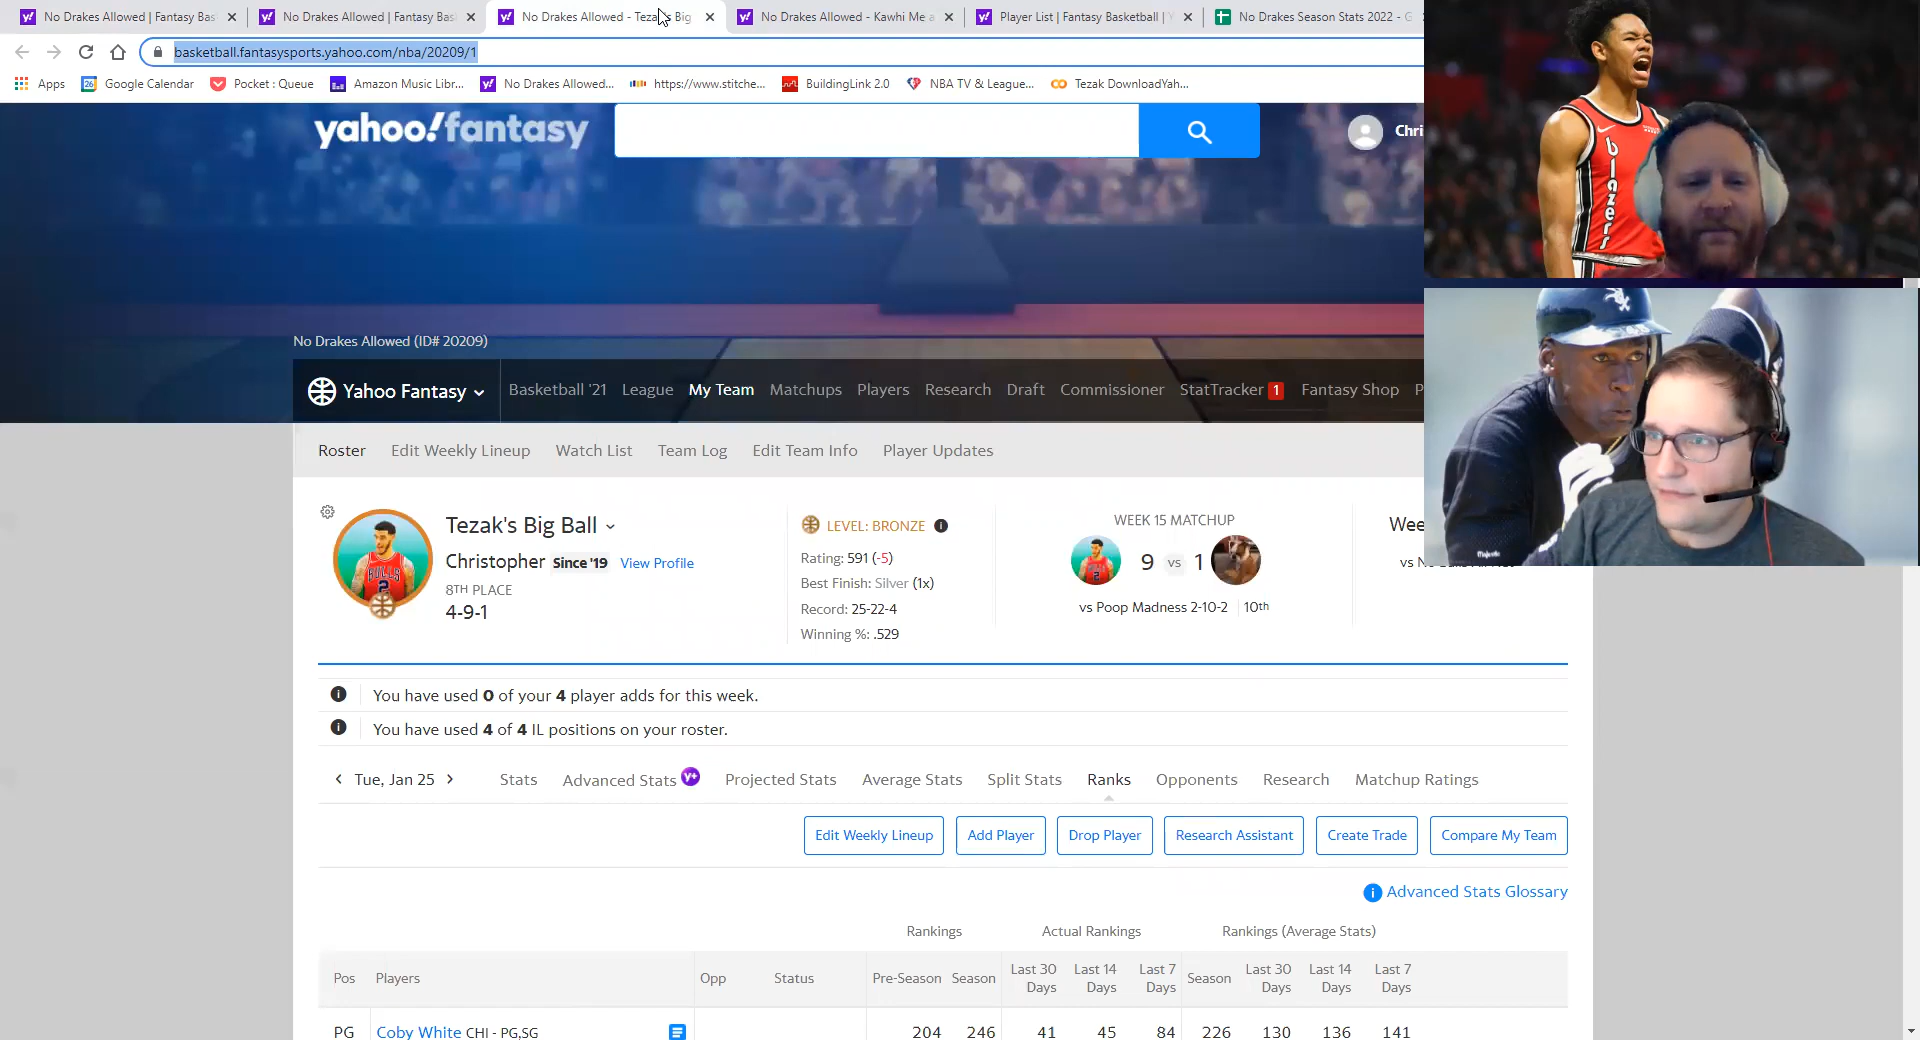 No Drakes Allowed | Fantasy Bas
No Drakes Allowed | Fantasy Bas
No Drakes Allowed - Tezak's Big
No Drakes Allowed - Kawhi Me a
Player List | Fantasy Basketball |
No Drakes Season Stats 2022 - G
basketball.fantasysports.yahoo.com/nba/20209/1
Apps
26
Google Calendar
Pocket : Queue
Amazon Music Libr...
No Drakes Allowed...
https://www.stitche...
BuildingLink 2.0
NBA TV & League...
Tezak DownloadYah...
yahoo!fantasy
Chri
blazers
No Drakes Allowed (ID# 20209)
Yahoo Fantasy
Basketball '21
League
My Team
Matchups
Players
Research
Draft
Commissioner
StatTracker 1
Fantasy Shop
P
Roster
Edit Weekly Lineup
Watch List
Team Log
Edit Team Info
Player Updates
Tezak's Big Ball
Christopher Since '19 View Profile
8TH PLACE
4-9-1
BULLS
2
LEVEL: BRONZE
Rating: 591 (-5)
Best Finish: Silver (1x)
Record: 25-22-4
Winning %: .529
WEEK 15 MATCHUP
9 vs 1
vs Poop Madness 2-10-2 | 10th
Wee
Majestic
You have used 0 of your 4 player adds for this week.
You have used 4 of 4 IL positions on your roster.
Tue, Jan 25
Stats
Advanced Stats y+
Projected Stats
Average Stats
Split Stats
Ranks
Opponents
Research
Matchup Ratings
Edit Weekly Lineup
Add Player
Drop Player
Research Assistant
Create Trade
Compare My Team
Advanced Stats Glossary
Rankings
Actual Rankings
Rankings (Average Stats)
Pos
Players
Opp
Status
Pre-Season
Season
Last 30 Days
Last 14 Days
Last 7 Days
Season
Last 30 Days
Last 14 Days
Last 7 Days
PG Coby White CHI - PG,SG 204 246 41 45 84 226 130 136 141